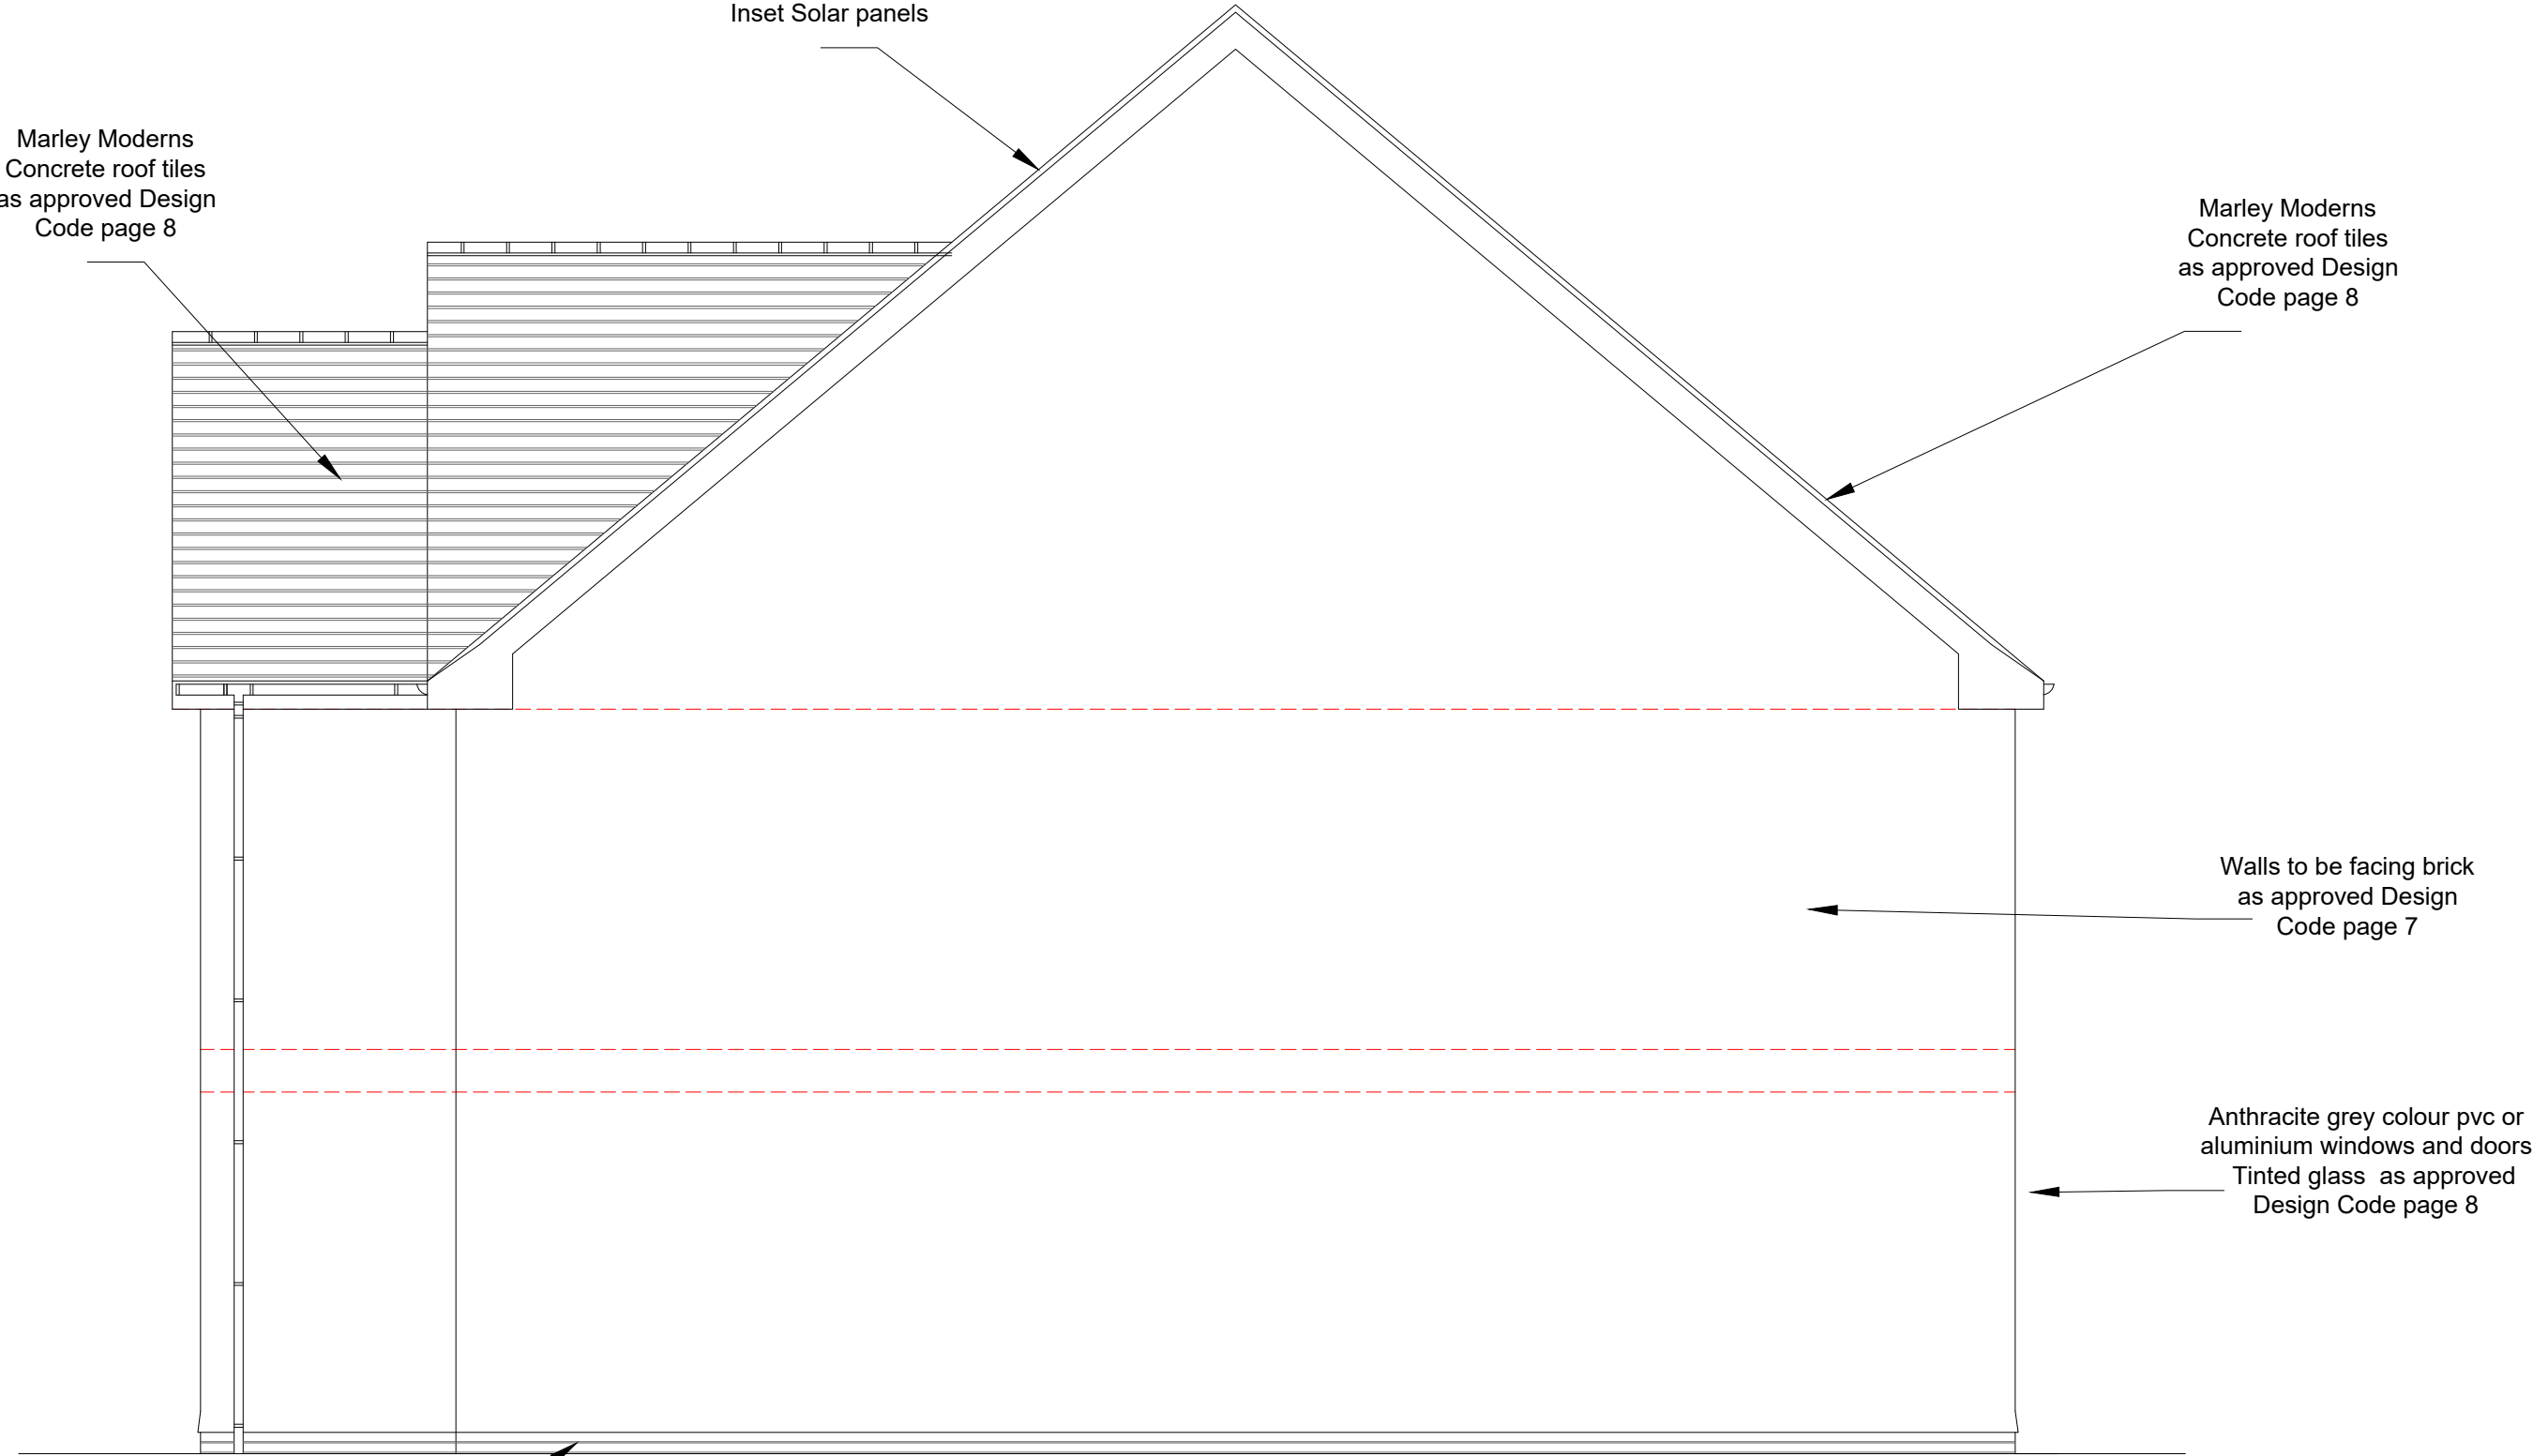 Inset Solar panels
Marley Moderns
Concrete roof tiles
as approved Design
Code page 8
Marley Moderns
Concrete roof tiles
as approved Design
Code page 8
Walls to be facing brick
as approved Design
Code page 7
Anthracite grey colour pvc or
aluminium windows and doors
Tinted glass  as approved
Design Code page 8